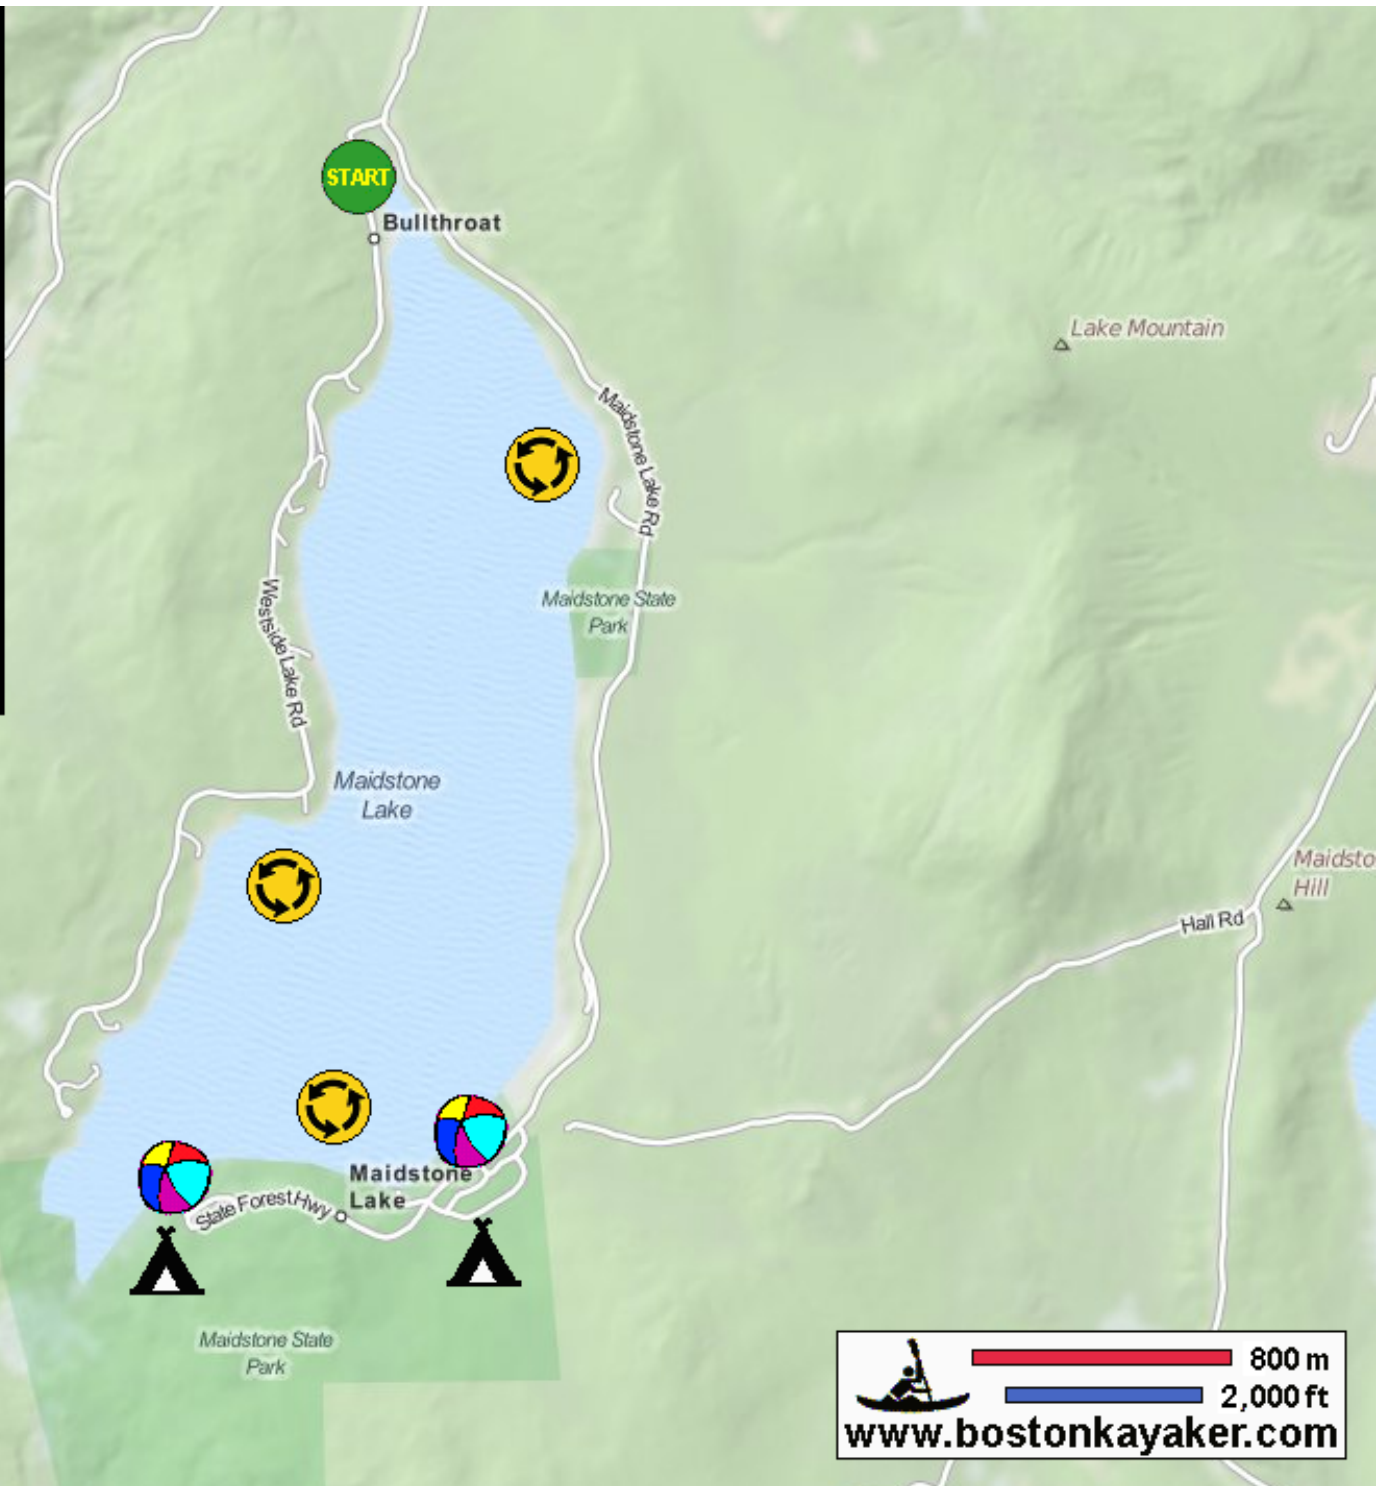 START
Bullthroat
Lake Mountain
Maidstone Lake Rd
Westside Lake Rd
Maidstone State
Park
Maidstone
Lake
Maidsto
Hill
Hall Rd
Maidstone
Lake
State Forest Hwy
Maidstone State
Park
800 m
2,000 ft
www.bostonkayaker.com